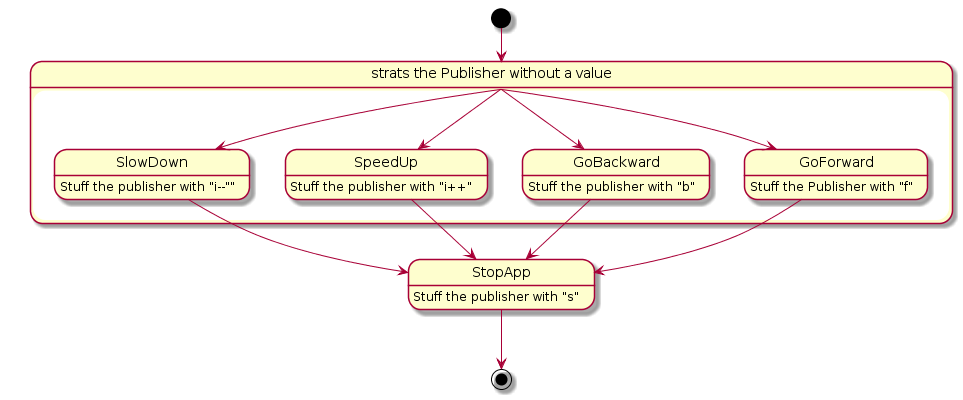 strats the Publisher without a value
SlowDown
Stuff the publisher with "i--""
SpeedUp
Stuff the publisher with "i++"
GoBackward
Stuff the publisher with "b"
GoForward
Stuff the Publisher with "f"
StopApp
Stuff the publisher with "s"